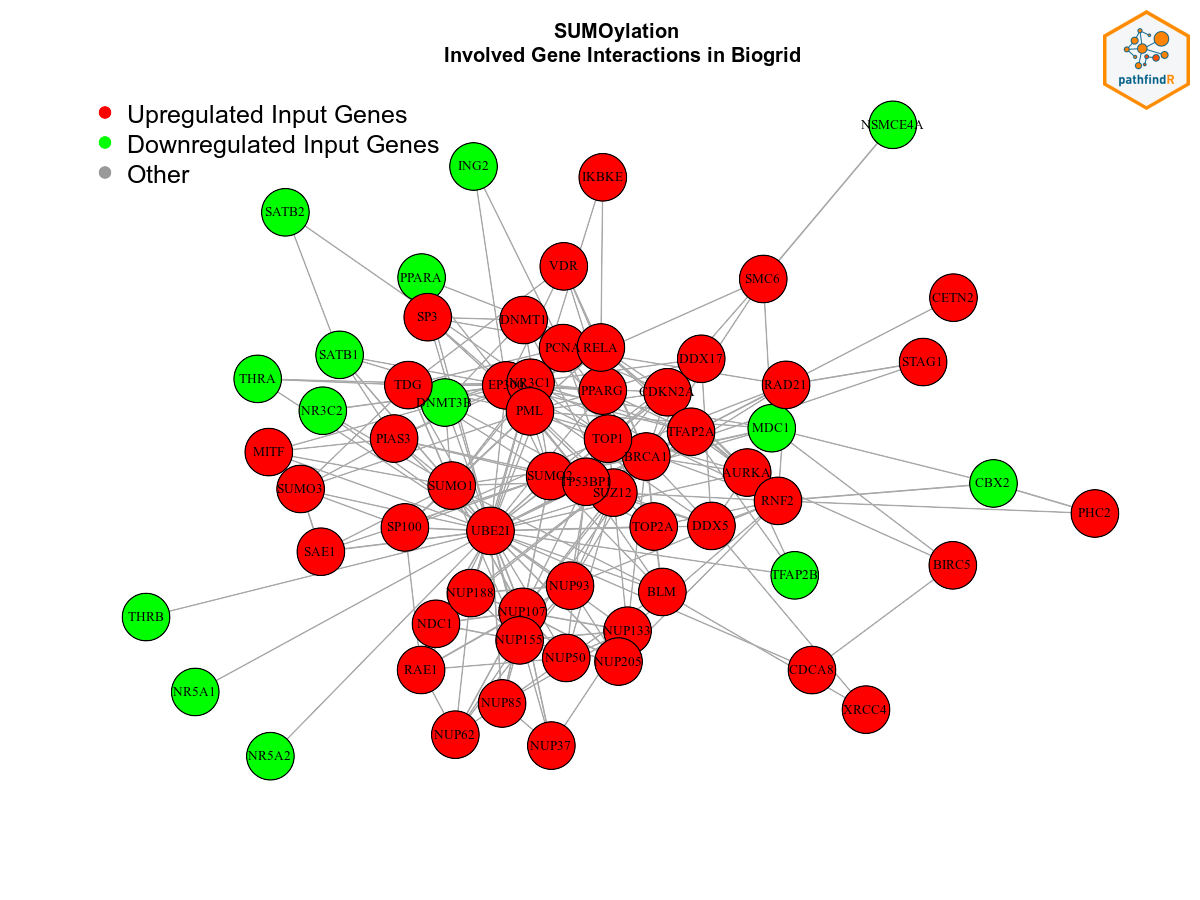 SUMOylation
Involved Gene Interactions in Biogrid
pathfindR
Upregulated Input Genes
Downregulated Input Genes
Other
NSMCE4A
ING2
IKBKE
SATB2
VDR
PPARA
SMC6
CETN2
SP3
DNMT1
PCNA
RELA
SATB1
DDX17
STAG1
THRA
TDG
EP300
NR3C1
PPARG
CDKN2A
RAD21
DNMT3B
NR3C2
PML
MDC1
TFAP2A
PIAS3
TOP1
MITF
BRCA1
AURKA
SUMO3
SUMO1
SUMO2
TP53BP1
SUZ12
CBX2
RNF2
PHC2
SP100
UBE2I
TOP2A
DDX5
SAE1
BIRC5
TFAP2B
NUP93
NUP188
BLM
THRB
NDC1
NUP107
NUP155
NUP133
NUP50
NUP205
RAE1
CDCA8
NR5A1
NUP85
XRCC4
NUP62
NUP37
NR5A2